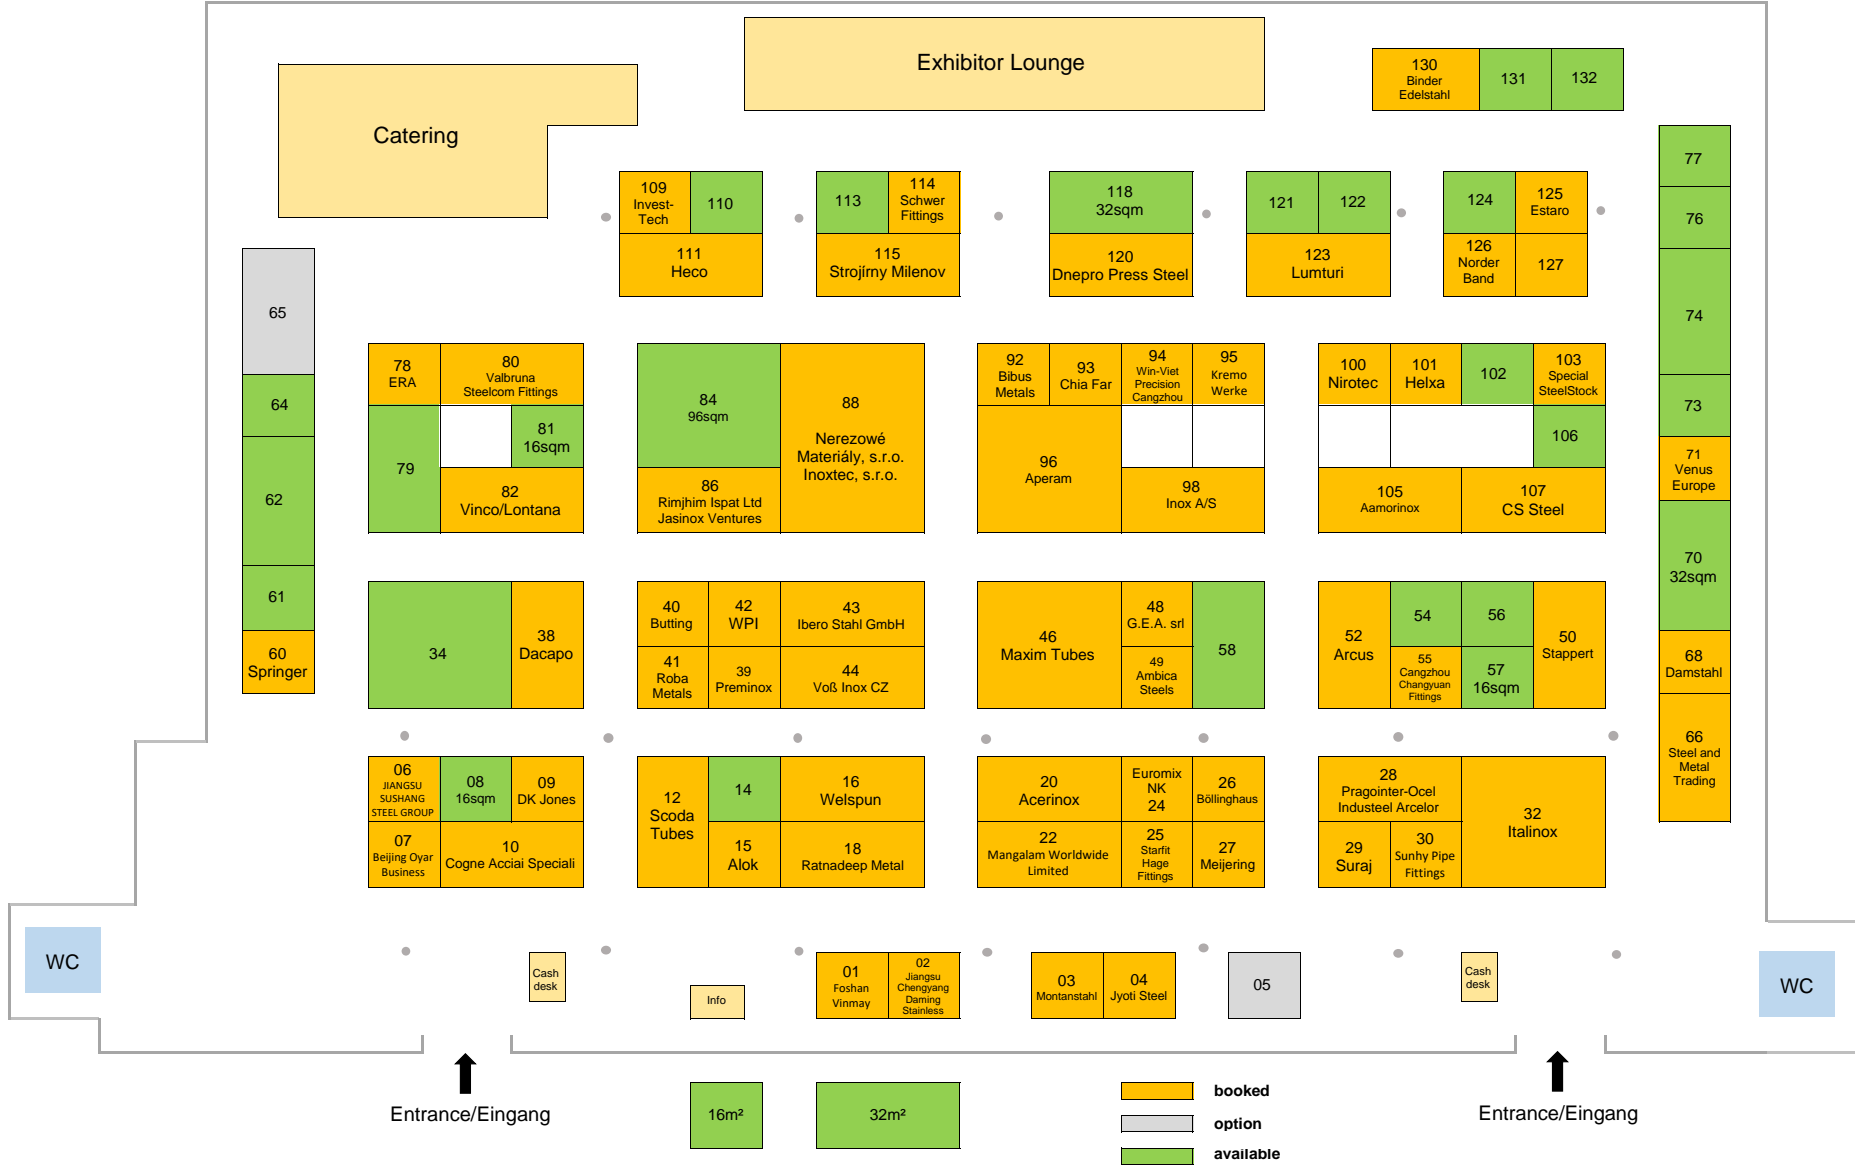 Exhibitor Lounge
Catering
130
Binder
Edelstahl
131
132
77
76
74
73
71
Venus
Europe
70
32sqm
68
Damstahl
66
Steel and
Metal
Trading
109
Invest-
Tech
110
111
Heco
113
114
Schwer
Fittings
115
Strojírny Milenov
118
32sqm
120
Dnepro Press Steel
121
122
123
Lumturi
124
125
Estaro
126
Norder
Band
127
65
64
62
61
60
Springer
78
ERA
80
Valbruna
Steelcom Fittings
79
81
16sqm
82
Vinco/Lontana
84
96sqm
86
Rimjhim Ispat Ltd
Jasinox Ventures
88
Nerezowé
Materiály, s.r.o.
Inoxtec, s.r.o.
92
Bibus
Metals
93
Chia Far
94
Win-Viet
Precision
Cangzhou
95
Kremo
Werke
96
Aperam
98
Inox A/S
100
Nirotec
101
Helxa
102
103
Special
SteelStock
106
105
Aamorinox
107
CS Steel
34
38
Dacapo
40
Butting
42
WPI
43
Ibero Stahl GmbH
41
Roba
Metals
39
Preminox
44
Voß Inox CZ
46
Maxim Tubes
48
G.E.A. srl
49
Ambica
Steels
58
52
Arcus
54
56
55
Cangzhou
Changyuan
Fittings
57
16sqm
50
Stappert
06
JIANGSU
SUSHANG
STEEL GROUP
08
16sqm
09
DK Jones
07
Beijing Oyar
Business
10
Cogne Acciai Speciali
12
Scoda
Tubes
14
15
Alok
16
Welspun
18
Ratnadeep Metal
20
Acerinox
22
Mangalam Worldwide
Limited
Euromix
NK
24
25
Starfit
Hage
Fittings
26
Böllinghaus
27
Meijering
28
Pragointer-Ocel
Industeel Arcelor
29
Suraj
30
Sunhy Pipe
Fittings
32
Italinox
WC
Cash
desk
Info
01
Foshan
Vinmay
02
Jiangsu
Chengyang
Daming
Stainless
03
Montanstahl
04
Jyoti Steel
05
Cash
desk
WC
Entrance/Eingang
16m²
32m²
booked
option
available
Entrance/Eingang